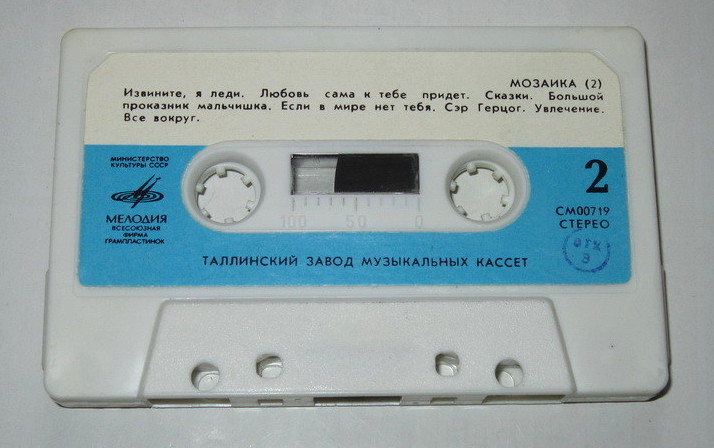 МОЗАИКА (2)
Извините, я леди. Любовь сама к тебе придет. Сказки. Большой
проказник мальчишка. Если в мире нет тебя. Сэр Герцог. Увлечение.
Все вокруг.
МИНИСТЕРСТВО
КУЛЬТУРЫ СССР
МЕЛОДИЯ
ВСЕСОЮЗНАЯ
ФИРМА
ГРАМПЛАСТИНОК
100 50 0
2
СМ00719
СТЕРЕО
ТАЛЛИНСКИЙ ЗАВОД МУЗЫКАЛЬНЫХ КАССЕТ